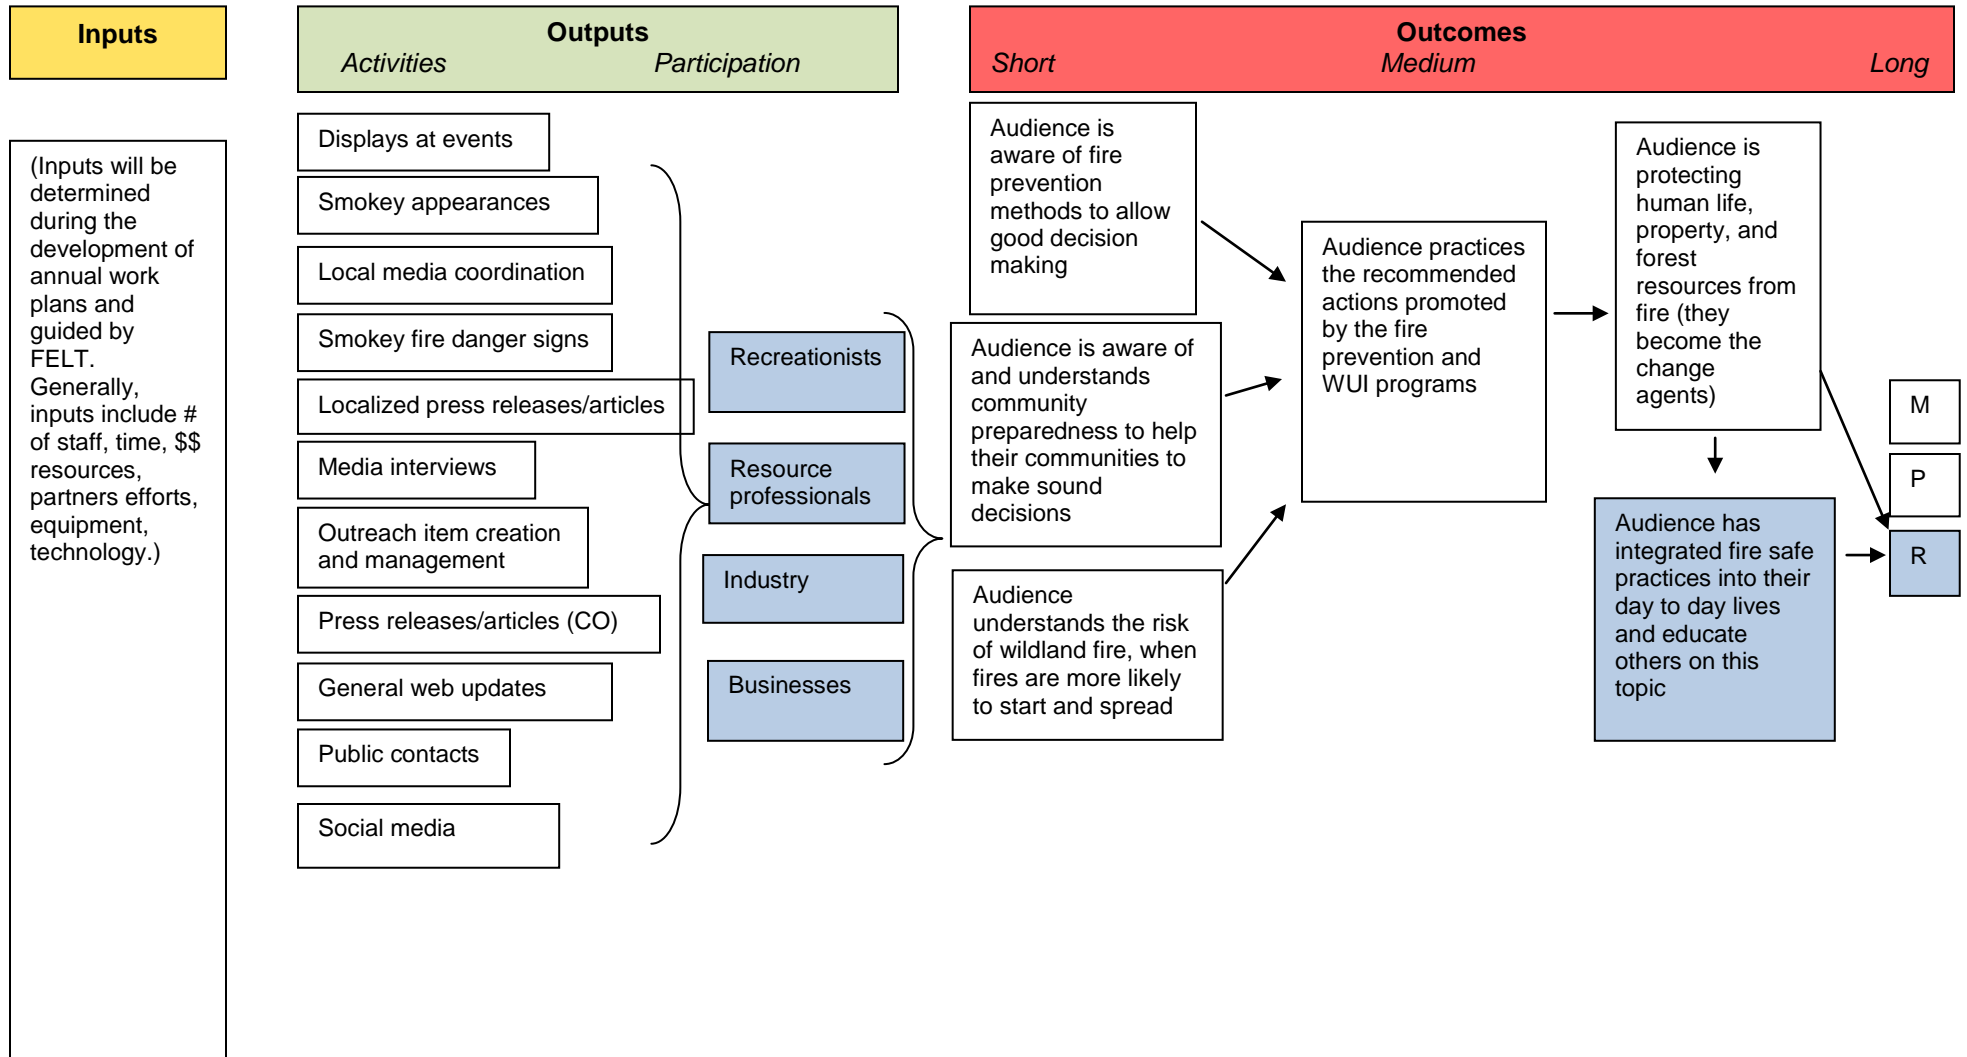 Inputs
Outputs
Activities Participation
Outcomes
Short Medium Long
(Inputs will be
determined
during the
development of
annual work
plans and
guided by
FELT.
Generally,
inputs include #
of staff, time, $$
resources,
partners efforts,
equipment,
technology.)
Displays at events
Smokey appearances
Local media coordination
Smokey fire danger signs
Localized press releases/articles
Media interviews
Outreach item creation
and management
Press releases/articles (CO)
General web updates
Public contacts
Social media
Recreationists
Resource
professionals
Industry
Businesses
Audience is
aware of fire
prevention
methods to allow
good decision
making
Audience is aware of
and understands
community
preparedness to help
their communities to
make sound
decisions
Audience
understands the risk
of wildland fire, when
fires are more likely
to start and spread
Audience practices
the recommended
actions promoted
by the fire
prevention and
WUI programs
Audience is
protecting
human life,
property, and
forest
resources from
fire (they
become the
change
agents)
Audience has
integrated fire safe
practices into their
day to day lives
and educate
others on this
topic
M
P
R